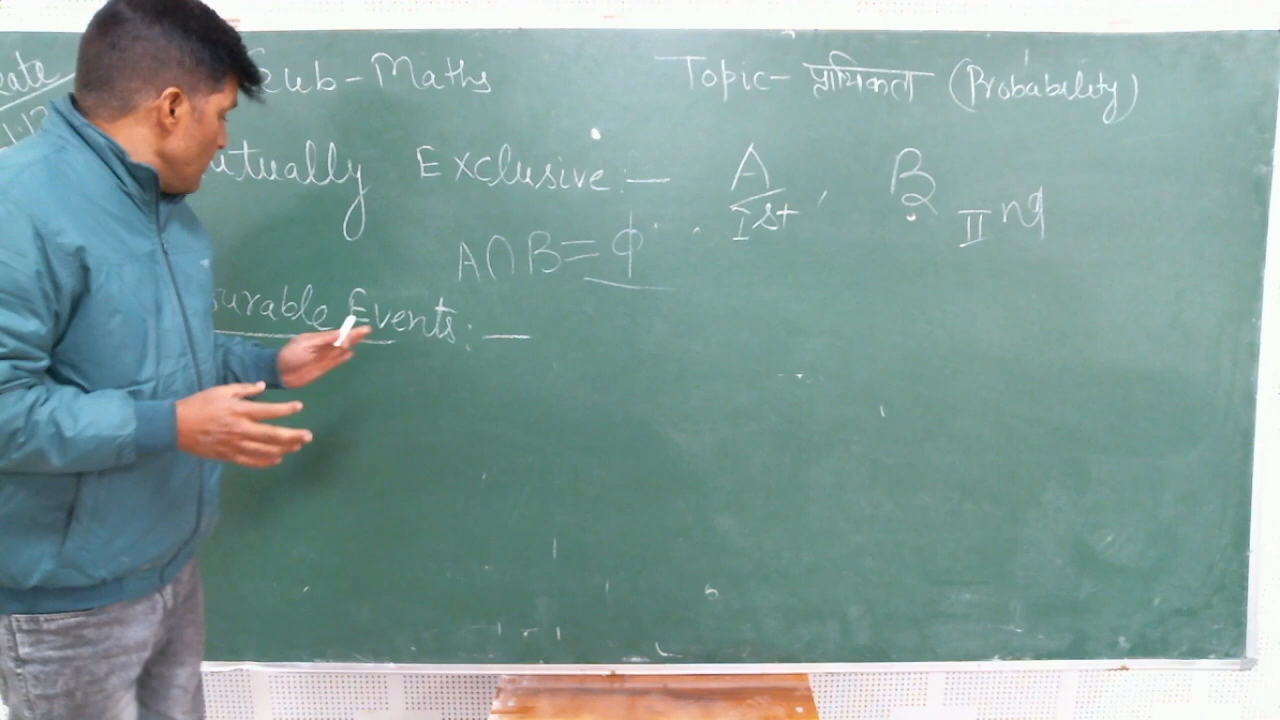 Sub-Maths Topic- प्रायिकता (Probability)
Exclusive:- A, B
Ist IInd
A∩B=ϕ
Events:-